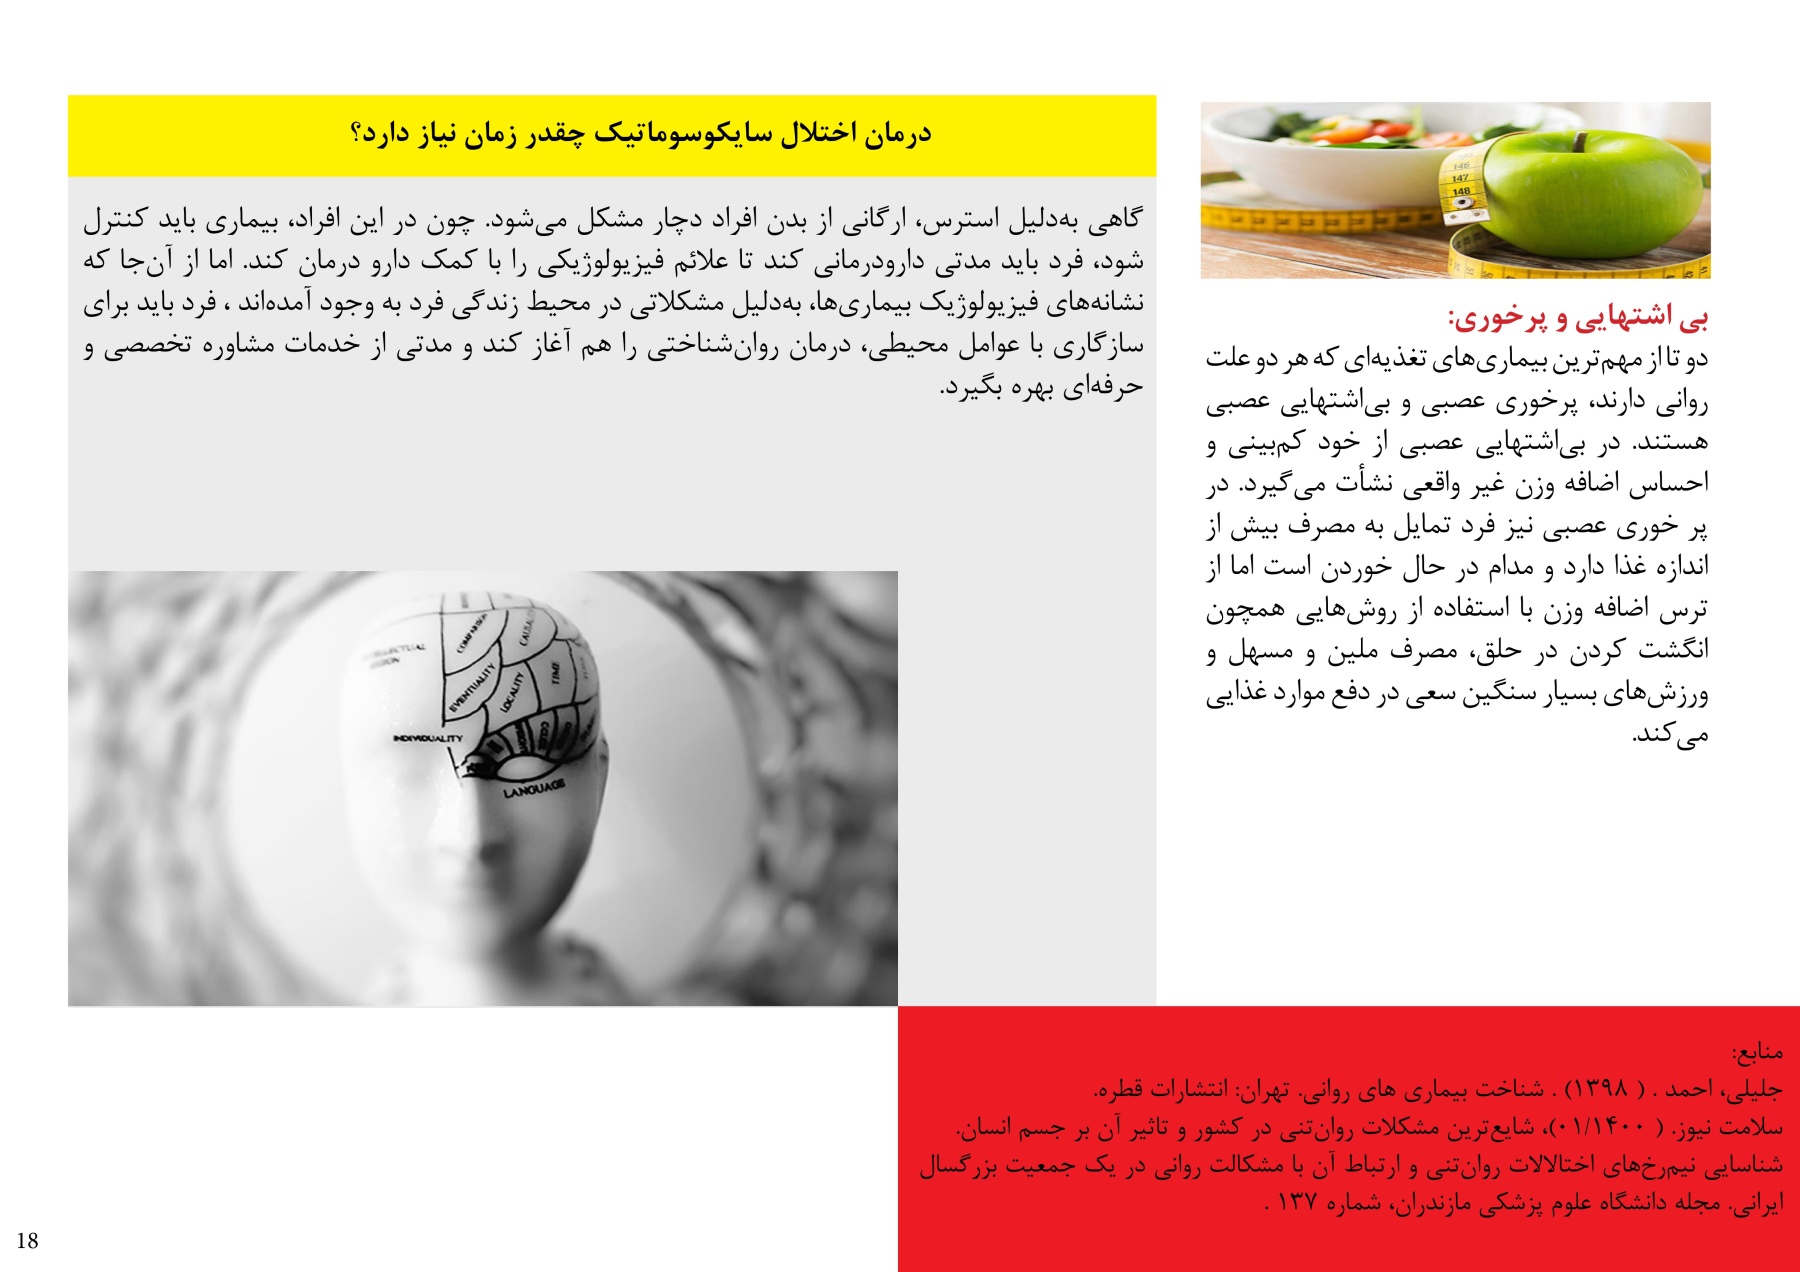 بی اشتهایی و پرخوری:
دو تا از مهم‌ترین بیماری‌های تغذیه‌ای که هر دو علت
روانی دارند، پرخوری عصبی و بی‌اشتهایی عصبی
هستند. در بی‌اشتهایی عصبی از خود کم‌بینی و
احساس اضافه وزن غیر واقعی نشأت می‌گیرد. در
پر خوری عصبی نیز فرد تمایل به مصرف بیش از
اندازه غذا دارد و مدام در حال خوردن است اما از
ترس اضافه وزن با استفاده از روش‌هایی همچون
انگشت کردن در حلق، مصرف ملین و مسهل و
ورزش‌های بسیار سنگین سعی در دفع موارد غذایی
می‌کند.
درمان اختلال سایکوسوماتیک چقدر زمان نیاز دارد؟
گاهی به‌دلیل استرس، ارگانی از بدن افراد دچار مشکل می‌شود. چون در این افراد، بیماری باید کنترل
شود، فرد باید مدتی دارودرمانی کند تا علائم فیزیولوژیکی را با کمک دارو درمان کند. اما از آن‌جا که
نشانه‌های فیزیولوژیک بیماری‌ها، به‌دلیل مشکلاتی در محیط زندگی فرد به وجود آمده‌اند ، فرد باید برای
سازگاری با عوامل محیطی، درمان روان‌شناختی را هم آغاز کند و مدتی از خدمات مشاوره تخصصی و
حرفه‌ای بهره بگیرد.
146
147
148
COMPARISON
EVENTUALITY
LOCALITY
TIME
INDIVIDUALITY
LANGUAGE
منابع:
جلیلی، احمد . ( ۱۳۹۸) . شناخت بیماری های روانی. تهران: انتشارات قطره.
سلامت نیوز. ( ۰۱/۱۴۰۰)، شایع‌ترین مشکلات روان‌تنی در کشور و تاثیر آن بر جسم انسان.
شناسایی نیم‌رخ‌های اختالالات روان‌تنی و ارتباط آن با مشکالت روانی در یک جمعیت بزرگسال
ایرانی. مجله دانشگاه علوم پزشکی مازندران، شماره ۱۳۷ .
18